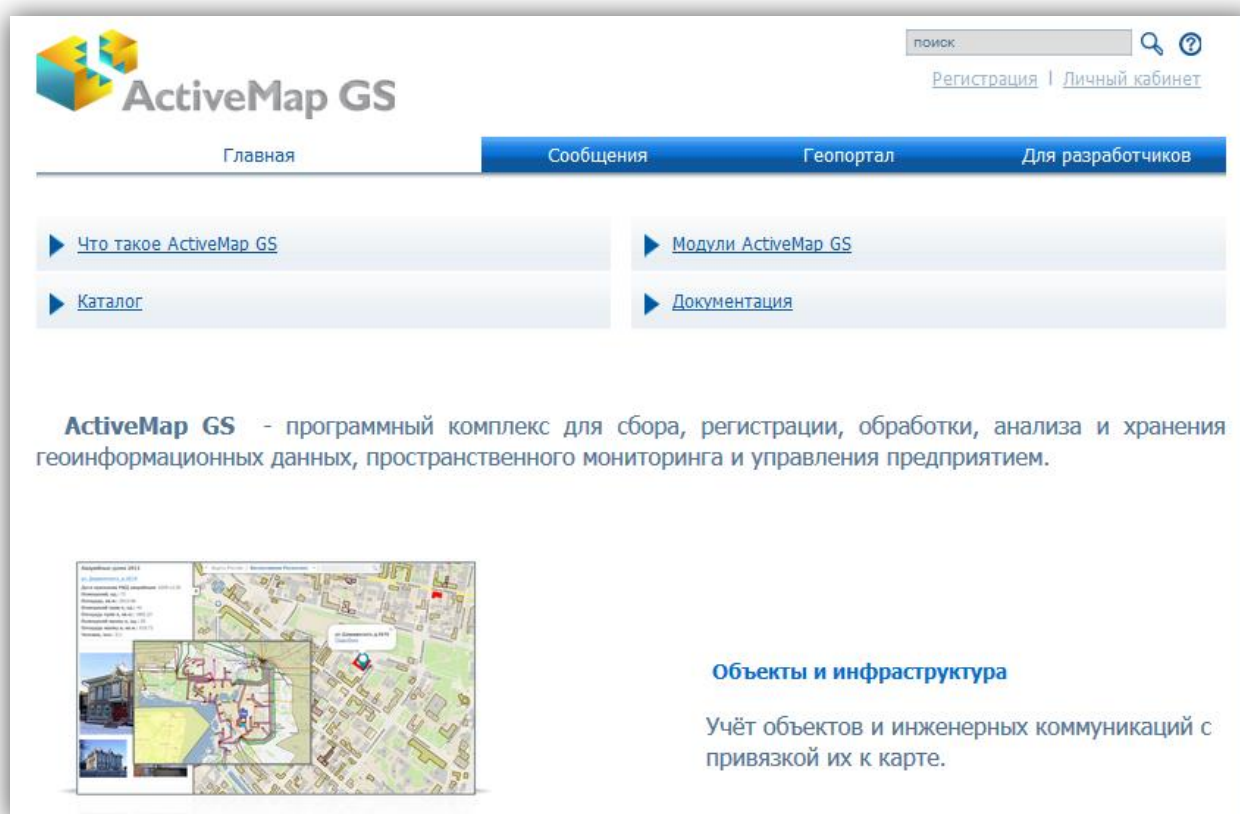 ActiveMap GS
поиск
Регистрация | Личный кабинет
Главная Сообщения Геопортал Для разработчиков
Что такое ActiveMap GS Модули ActiveMap GS
Каталог Документация
ActiveMap GS - программный комплекс для сбора, регистрации, обработки, анализа и хранения
геоинформационных данных, пространственного мониторинга и управления предприятием.
Объекты и инфраструктура
Учёт объектов и инженерных коммуникаций с
привязкой их к карте.